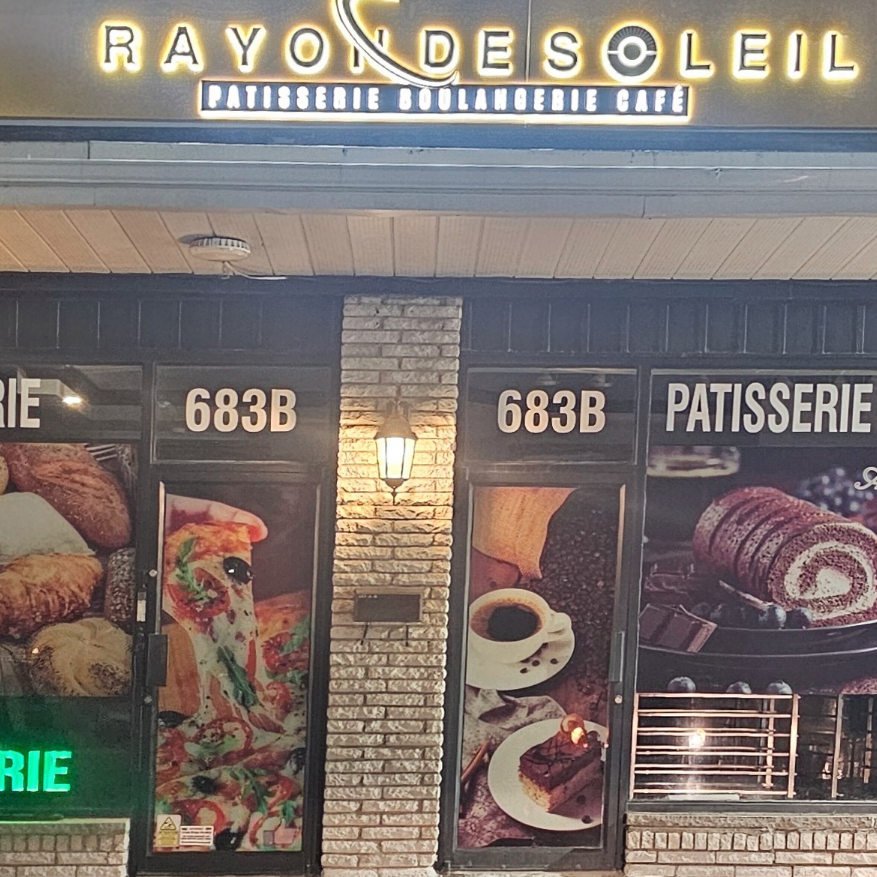 RAYON DE SOLEIL
PATISSERIE BOULANGERIE CAFÉ
RIE
683B
683B
PATISSERIE
RIE